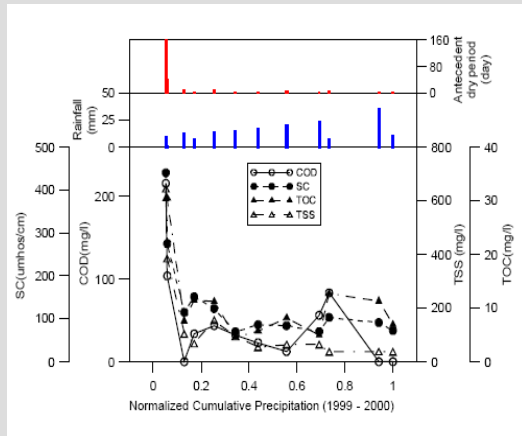 160
80
0
Antecedent
dry period
(day)
50
25
0
Rainfall
(mm)
500
400
300
200
100
0
SC(umhos/cm)
200
100
0
COD(mg/l)
COD
SC
TOC
TSS
800
600
400
200
0
TSS (mg/l)
40
30
20
10
0
TOC(mg/l)
0 0.2 0.4 0.6 0.8 1
Normalized Cumulative Precipitation (1999 - 2000)